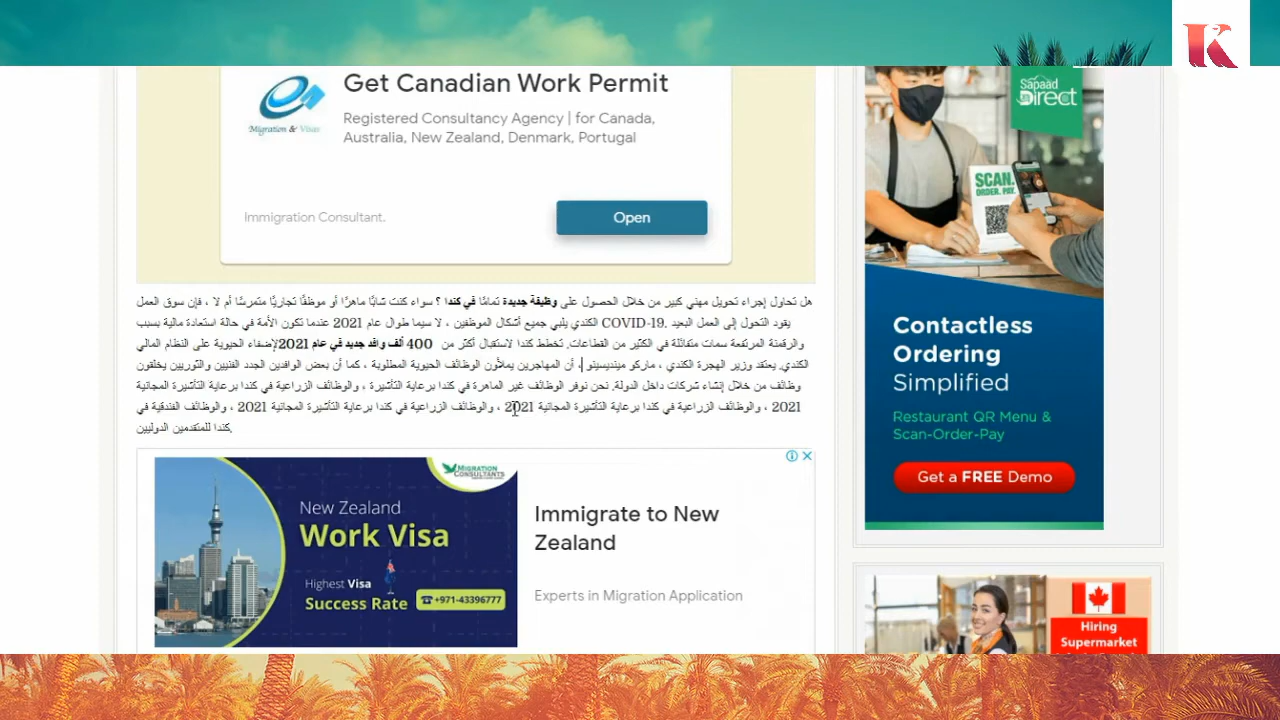 K
Get Canadian Work Permit
Registered Consultancy Agency | for Canada,
Australia, New Zealand, Denmark, Portugal
Migration & Visas
Immigration Consultant.
Open
هل تحاول إجراء تحويل مهني كبير من خلال الحصول على وظيفة جديدة تمامًا في كندا ؟ سواء كنت شابًا ماهرًا أو موظفًا تجاريًا متمرسًا أم لا ، فإن سوق العمل
يقود التحول إلى العمل البعيد .COVID-19 الكندي يلبي جميع أشكال الموظفين ، لا سيما طوال عام 2021 عندما تكون الأمة في حالة استعادة مالية بسبب
والرقمنة المرتفعة سمات متفائلة في الكثير من القطاعات. تخطط كندا لاستقبال أكثر من 400 ألف وافد جديد في عام 2021 لإضفاء الحيوية على النظام المالي
الكندي. يعتقد وزير الهجرة الكندي ، ماركو مينديسينو ، أن المهاجرين يملأون الوظائف الحيوية المطلوبة ، كما أن بعض الوافدين الجدد الفنيين والثوريين يخلقون
وظائف من خلال إنشاء شركات داخل الدولة. نحن نوفر الوظائف غير الماهرة في كندا برعاية التأشيرة ، والوظائف الزراعية في كندا برعاية التأشيرة المجانية
2021 ، والوظائف الزراعية في كندا برعاية التأشيرة المجانية 2021 ، والوظائف الزراعية في كندا برعاية التأشيرة المجانية 2021 ، والوظائف الفندقية في
كندا للمتقدمين الدوليين.
MIGRATION
CONSULTANTS
New Zealand
Work Visa
Highest Visa
Success Rate
☎+971-43396777
Immigrate to New
Zealand
Experts in Migration Application
Sapaad
Direct
SCAN.
ORDER. PAY.
Contactless
Ordering
Simplified
Restaurant QR Menu &
Scan-Order-Pay
Get a FREE Demo
Hiring
Supermarket